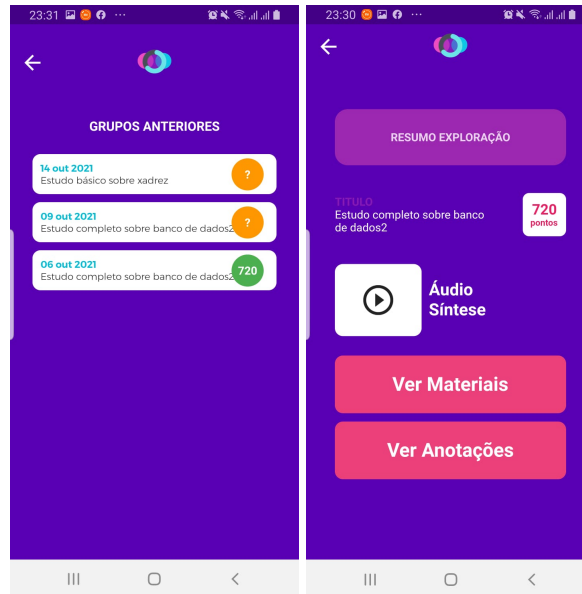 23:31
GRUPOS ANTERIORES
14 out 2021
Estudo básico sobre xadrez
?
09 out 2021
Estudo completo sobre banco de dados2
?
06 out 2021
Estudo completo sobre banco de dados2
720
23:30
RESUMO EXPLORAÇÃO
TITULO
Estudo completo sobre banco
de dados2
720
pontos
Áudio
Síntese
Ver Materiais
Ver Anotações